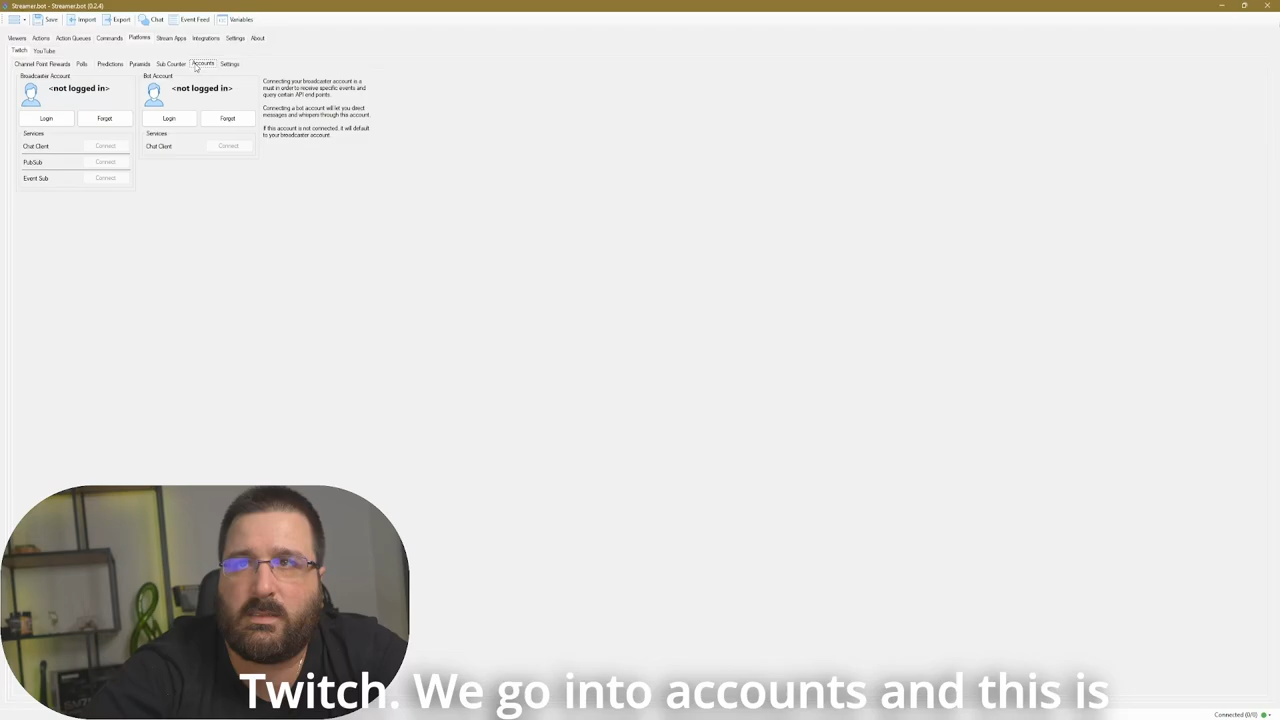 Streamer.bot - Streamer.bot (0.2.4)
Save Import Export Chat Event Feed Variables
Viewers Actions Action Queues Commands Platforms Stream Apps Integrations Settings About
Twitch YouTube
Channel Point Rewards Polls Predictions Pyramids Sub Counter Accounts Settings
Broadcaster Account
<not logged in>
Login Forget
Services
Chat Client Connect
PubSub Connect
Event Sub Connect
Bot Account
<not logged in>
Login Forget
Services
Chat Client Connect
Connecting your broadcaster account is a
must in order to receive specific events and
query certain API end points.
Connecting a bot account will let you direct
messages and whispers through this account.
If this account is not connected, it will default
to your broadcaster account.
Twitch. We go into accounts and this is
Connected (0/0)